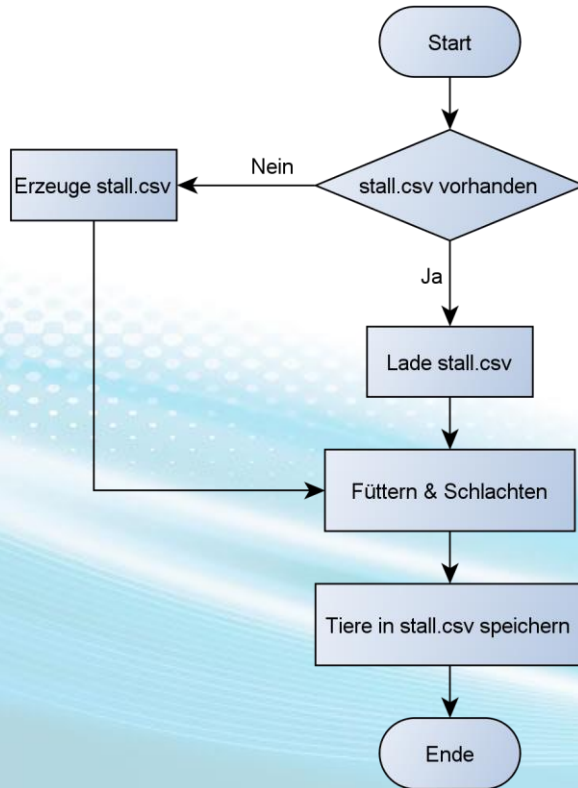 Start
stall.csv vorhanden
Nein
Erzeuge stall.csv
Ja
Lade stall.csv
Füttern & Schlachten
Tiere in stall.csv speichern
Ende